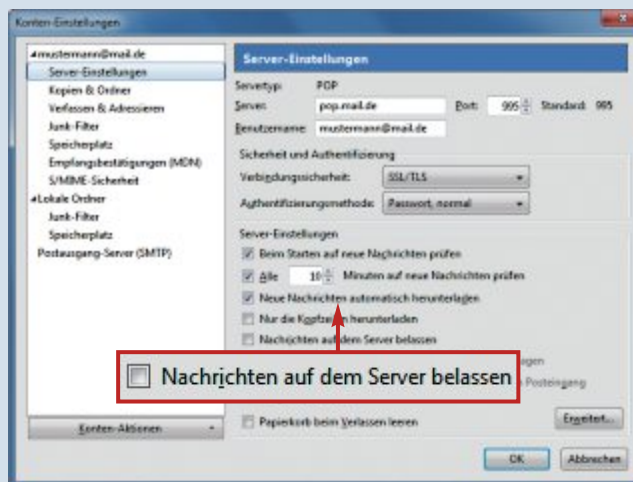 Konten-Einstellungen
mustermann@mail.de
Server-Einstellungen
Kopien & Ordner
Verfassen & Adressieren
Junk-Filter
Speicherplatz
Empfangsbestätigungen (MDN)
S/MIME-Sicherheit
Lokale Ordner
Junk-Filter
Speicherplatz
Postausgang-Server (SMTP)
Konten-Aktionen
Server-Einstellungen
Servertyp: POP
Server: pop.mail.de Port: 995 Standard: 995
Benutzername: mustermann@mail.de
Sicherheit und Authentifizierung
Verbindungssicherheit: SSL/TLS
Authentifizierungsmethode: Passwort, normal
Server-Einstellungen
Beim Starten auf neue Nachrichten prüfen
Alle 10 Minuten auf neue Nachrichten prüfen
Neue Nachrichten automatisch herunterladen
Nur die Kopfzeilen herunterladen
Nachrichten auf dem Server belassen
Nachrichten auf dem Server belassen
Posteingang
Papierkorb beim Verlassen leeren
Erweitert...
OK Abbrechen